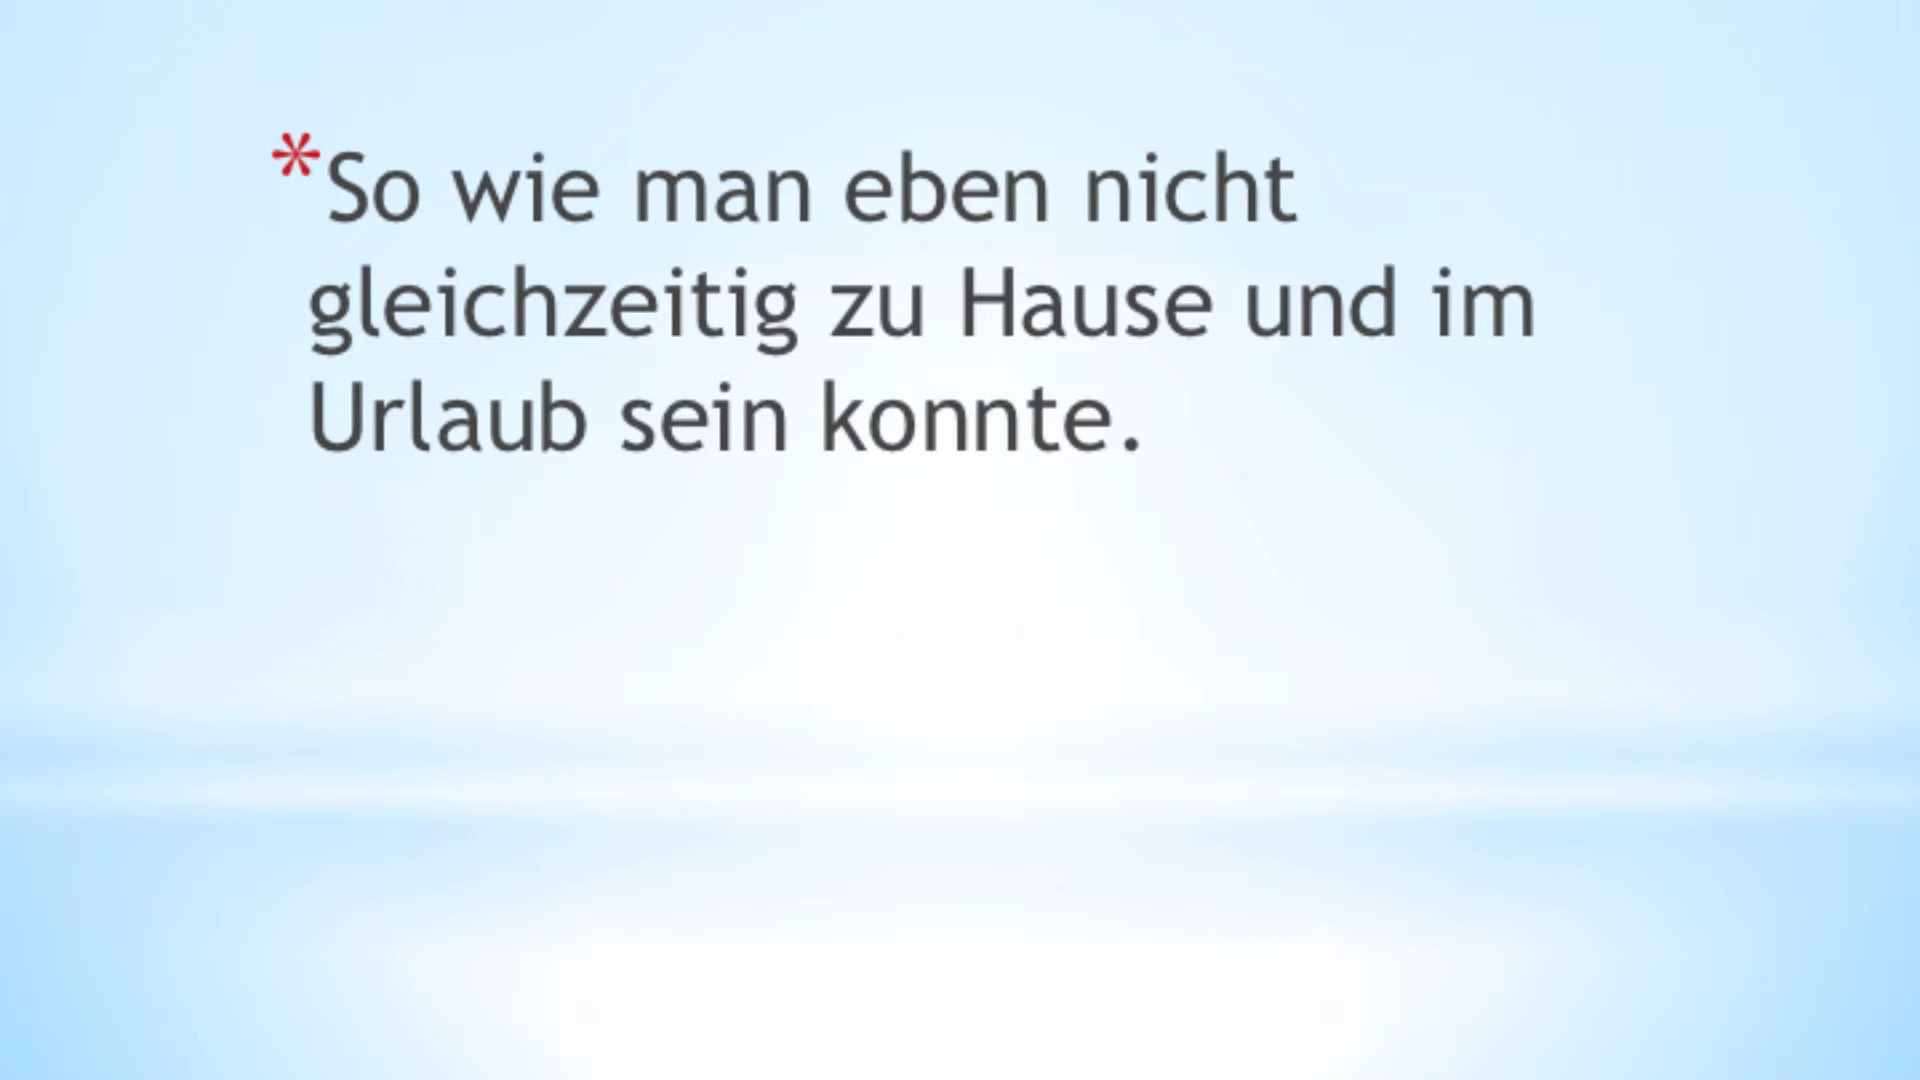 *So wie man eben nicht
gleichzeitig zu Hause und im
Urlaub sein konnte.